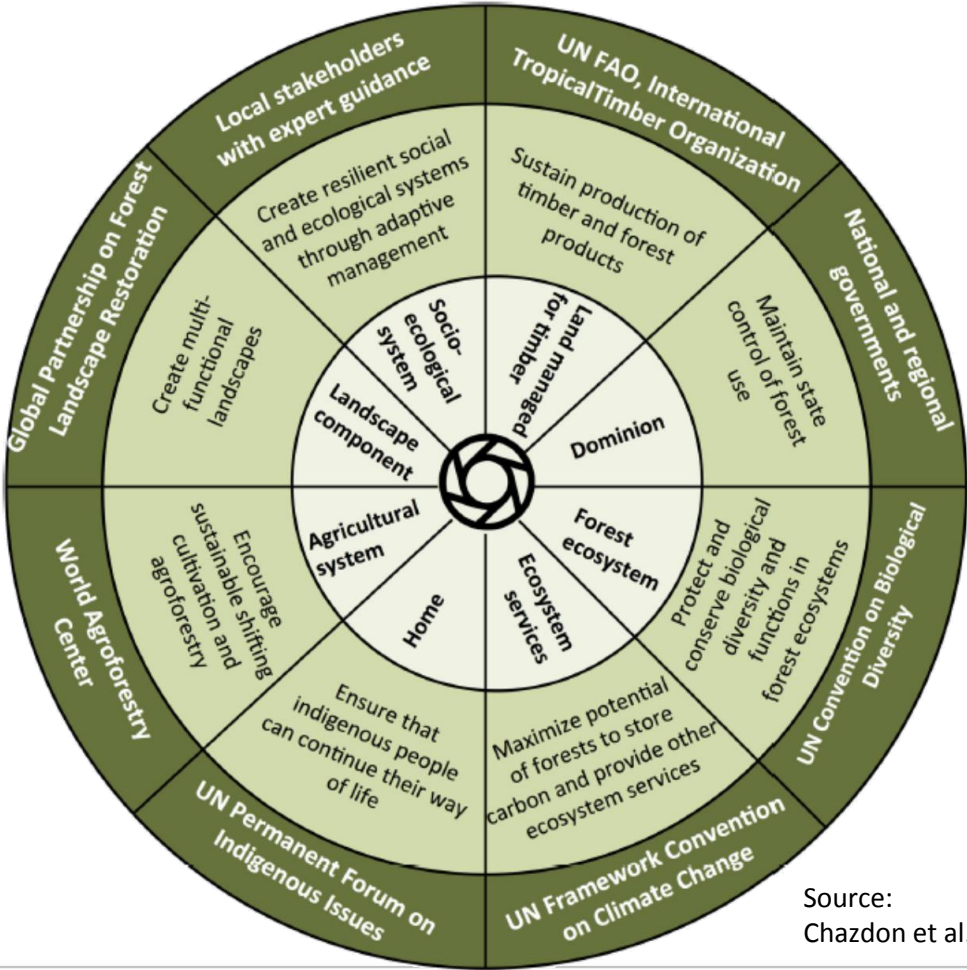 Local stakeholders
with expert guidance
UN FAO, International
TropicalTimber Organization
National and regional
governments
UN Convention on Biological
Diversity
UN Framework Convention
on Climate Change
UN Permanent Forum on
Indigenous Issues
World Agroforestry
Center
Global Partnership on Forest
Landscape Restoration
Create resilient social
and ecological systems
through adaptive
management
Sustain production of
timber and forest
products
Maintain state
control of forest
use
Protect and
conserve biological
diversity and
functions in
forest ecosystems
Maximize potential
of forests to store
carbon and provide other
ecosystem services
Ensure that
indigenous people
can continue their way
of life
Encourage
sustainable shifting
cultivation and
agroforestry
Create multi-
functional
landscapes
Socio-
ecological
system
Land managed
for timber
Dominion
Forest
ecosystem
Ecosystem
services
Home
Agricultural
system
Landscape
component
Source:
Chazdon et al.